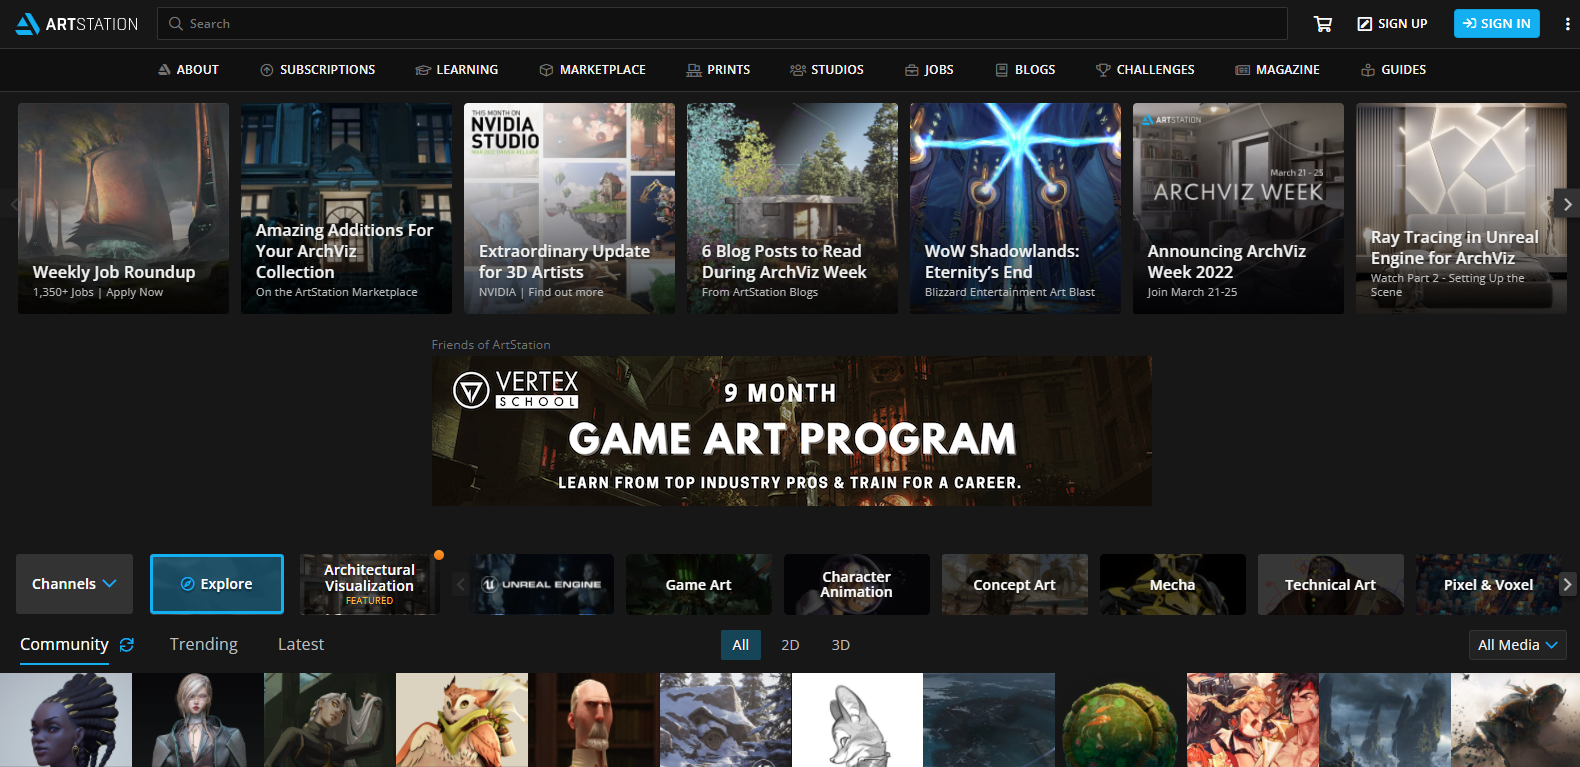 ARTSTATION
Search
SIGN UP
SIGN IN
ABOUT
SUBSCRIPTIONS
LEARNING
MARKETPLACE
PRINTS
STUDIOS
JOBS
BLOGS
CHALLENGES
MAGAZINE
GUIDES
Weekly Job Roundup
1,350+ Jobs | Apply Now
Amazing Additions For
Your ArchViz
Collection
On the ArtStation Marketplace
THIS MONTH ON
NVIDIA
STUDIO
Extraordinary Update
for 3D Artists
NVIDIA | Find out more
6 Blog Posts to Read
During ArchViz Week
From ArtStation Blogs
WoW Shadowlands:
Eternity’s End
Blizzard Entertainment Art Blast
ARTSTATION
March 21 - 25
ARCHVIZ WEEK
Announcing ArchViz
Week 2022
Join March 21-25
Ray Tracing in Unreal
Engine for ArchViz
Watch Part 2 - Setting Up the
Scene
Friends of ArtStation
VERTEX
SCHOOL
9 MONTH
GAME ART PROGRAM
LEARN FROM TOP INDUSTRY PROS & TRAIN FOR A CAREER.
Channels
Explore
Architectural
Visualization
FEATURED
UNREAL ENGINE
Game Art
Character
Animation
Concept Art
Mecha
Technical Art
Pixel & Voxel
Community
Trending
Latest
All
2D
3D
All Media